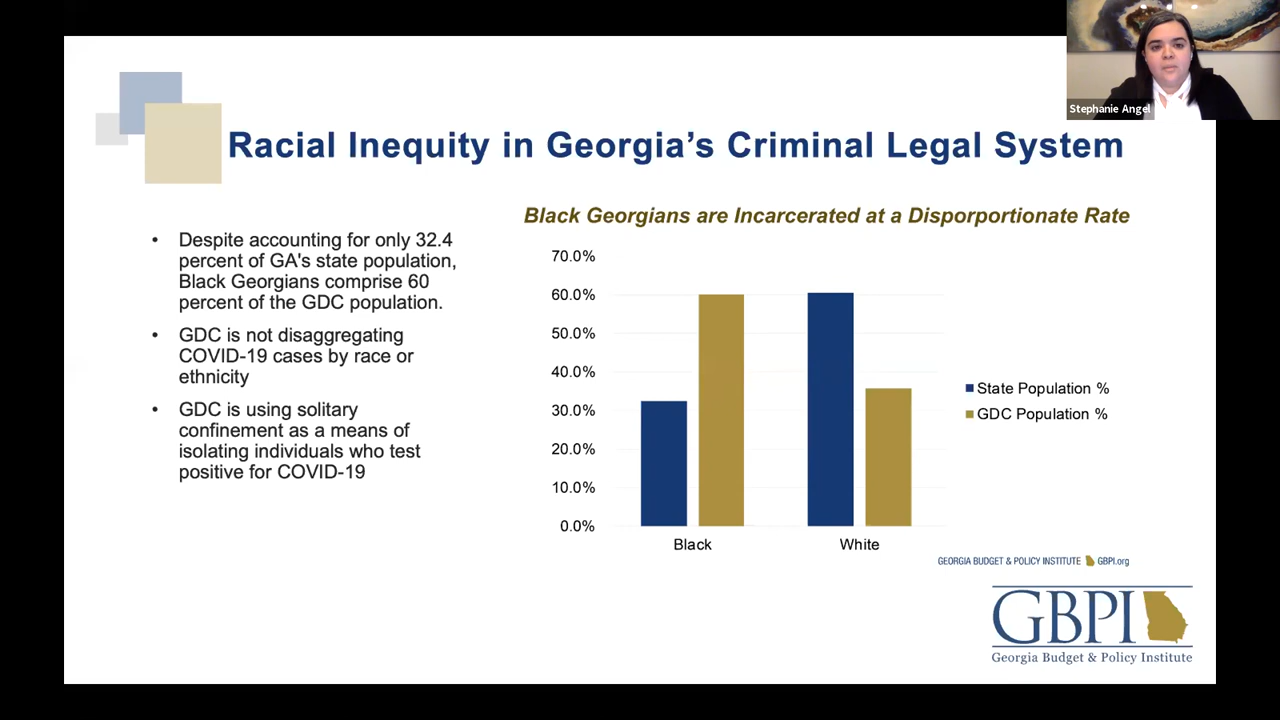 Stephanie Angel
Racial Inequity in Georgia’s Criminal Legal System
• Despite accounting for only 32.4
percent of GA's state population,
Black Georgians comprise 60
percent of the GDC population.
• GDC is not disaggregating
COVID-19 cases by race or
ethnicity
• GDC is using solitary
confinement as a means of
isolating individuals who test
positive for COVID-19
Black Georgians are Incarcerated at a Disporportionate Rate
70.0%
60.0%
50.0%
40.0%
30.0%
20.0%
10.0%
0.0%
Black White
State Population %
GDC Population %
GEORGIA BUDGET & POLICY INSTITUTE GBPI.org
GBPI
Georgia Budget & Policy Institute